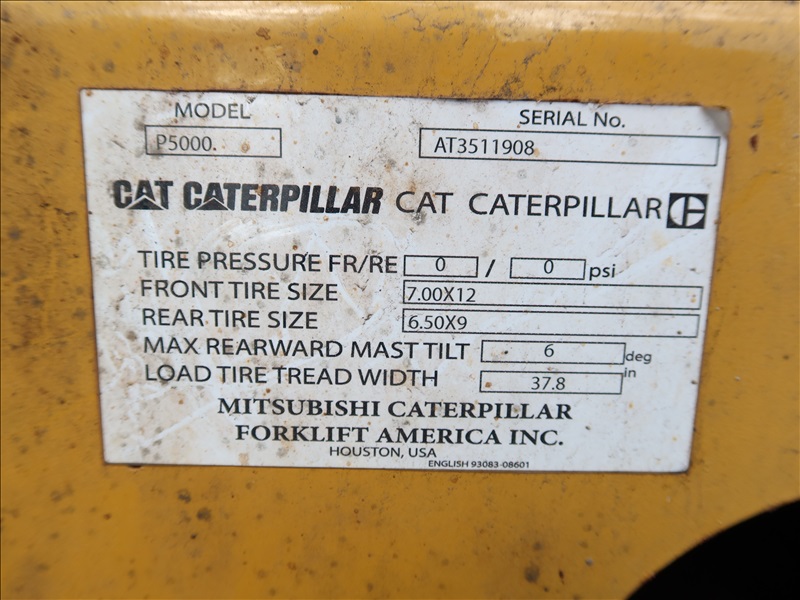 MODEL
SERIAL No.
P5000.
AT3511908
CAT CATERPILLAR CAT CATERPILLAR C
TIRE PRESSURE FR/RE 0 / 0 psi
FRONT TIRE SIZE 7.00X12
REAR TIRE SIZE 6.50X9
MAX REARWARD MAST TILT 6 deg
LOAD TIRE TREAD WIDTH 37.8 in
MITSUBISHI CATERPILLAR
FORKLIFT AMERICA INC.
HOUSTON, USA
ENGLISH 93083-08601